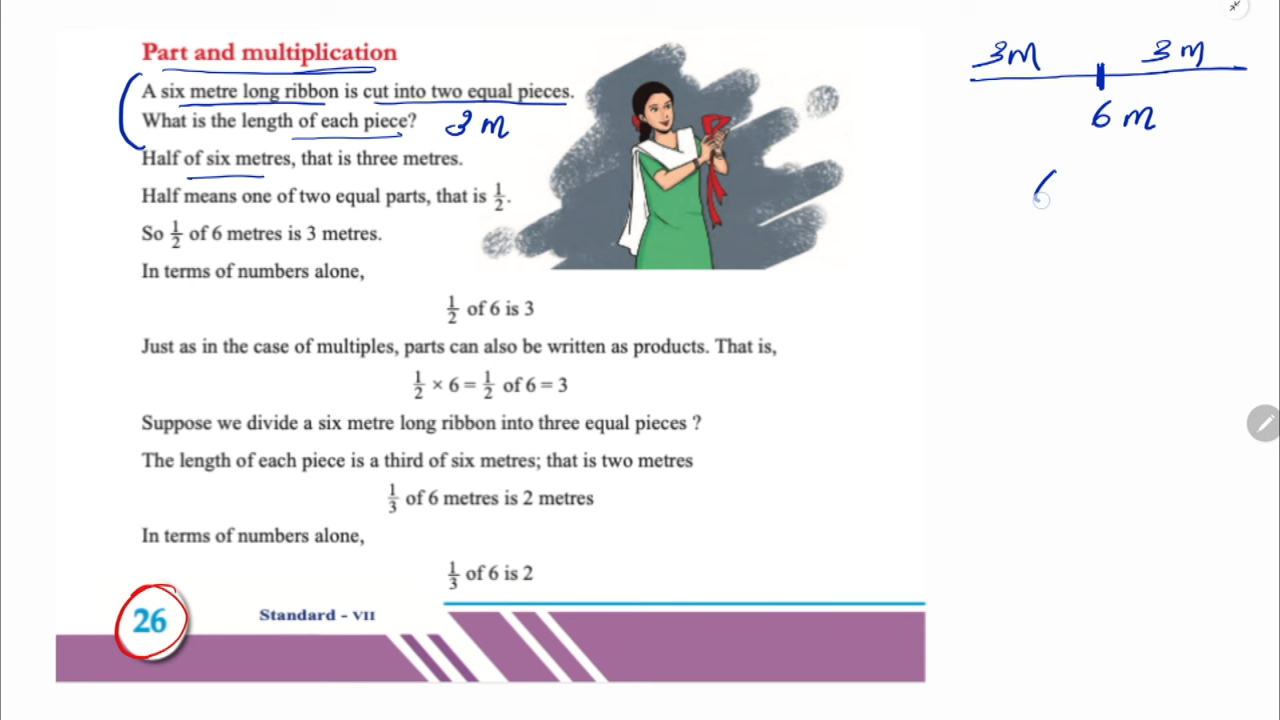 Part and multiplication
A six metre long ribbon is cut into two equal pieces.
What is the length of each piece? 3 m
Half of six metres, that is three metres.
Half means one of two equal parts, that is 1/2.
So 1/2 of 6 metres is 3 metres.
In terms of numbers alone,
1/2 of 6 is 3
Just as in the case of multiples, parts can also be written as products. That is,
1/2 × 6 = 1/2 of 6 = 3
Suppose we divide a six metre long ribbon into three equal pieces ?
The length of each piece is a third of six metres; that is two metres
1/3 of 6 metres is 2 metres
In terms of numbers alone,
1/3 of 6 is 2
26 Standard - VII
3m 3m
6 m